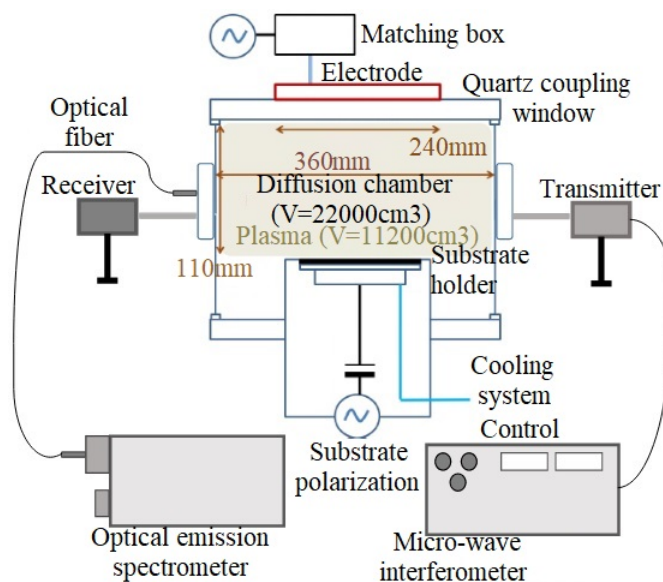 Matching box
Electrode
Quartz coupling
window
Optical
fiber
240mm
360mm
Receiver
Transmitter
Diffusion chamber
(V=22000cm3)
Plasma (V=11200cm3)
110mm
Substrate
holder
Cooling
system
Control
Substrate
polarization
Optical emission
spectrometer
Micro-wave
interferometer